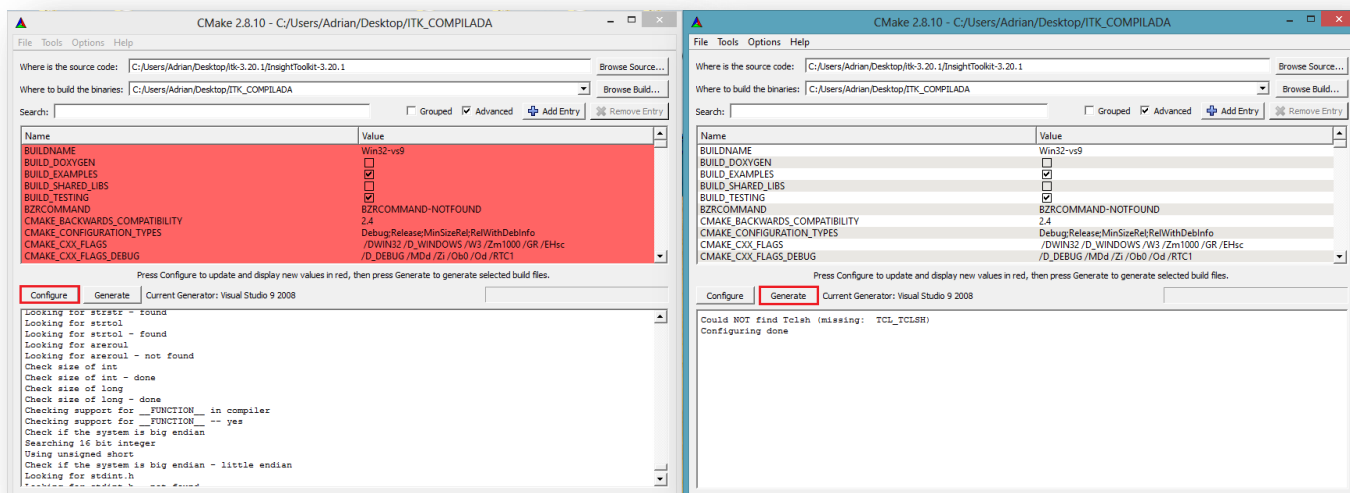 CMake 2.8.10 - C:/Users/Adrian/Desktop/ITK_COMPILADA
File Tools Options Help
Where is the source code: C:/Users/Adrian/Desktop/itk-3.20.1/InsightToolkit-3.20.1 Browse Source...
Where to build the binaries: C:/Users/Adrian/Desktop/ITK_COMPILADA Browse Build...
Search: Grouped Advanced Add Entry Remove Entry
Name Value
BUILDNAME Win32-vs9
BUILD_DOXYGEN
BUILD_EXAMPLES
BUILD_SHARED_LIBS
BUILD_TESTING
BZRCOMMAND BZRCOMMAND-NOTFOUND
CMAKE_BACKWARDS_COMPATIBILITY 2.4
CMAKE_CONFIGURATION_TYPES Debug;Release;MinSizeRel;RelWithDebInfo
CMAKE_CXX_FLAGS /DWIN32 /D_WINDOWS /W3 /Zm1000 /GR /EHsc
CMAKE_CXX_FLAGS_DEBUG /D_DEBUG /MDd /Zi /Ob0 /Od /RTC1
Press Configure to update and display new values in red, then press Generate to generate selected build files.
Configure Generate Current Generator: Visual Studio 9 2008
Looking for strstr - found
Looking for strtol
Looking for strtol - found
Looking for areroul
Looking for areroul - not found
Check size of int
Check size of int - done
Check size of long
Check size of long - done
Checking support for __FUNCTION__ in compiler
Checking support for __FUNCTION__ -- yes
Check if the system is big endian
Searching 16 bit integer
Using unsigned short
Check if the system is big endian - little endian
Looking for stdint.h
Looking for stdint.h - not found
CMake 2.8.10 - C:/Users/Adrian/Desktop/ITK_COMPILADA
File Tools Options Help
Where is the source code: C:/Users/Adrian/Desktop/itk-3.20.1/InsightToolkit-3.20.1 Browse Source...
Where to build the binaries: C:/Users/Adrian/Desktop/ITK_COMPILADA Browse Build...
Search: Grouped Advanced Add Entry Remove Entry
Name Value
BUILDNAME Win32-vs9
BUILD_DOXYGEN
BUILD_EXAMPLES
BUILD_SHARED_LIBS
BUILD_TESTING
BZRCOMMAND BZRCOMMAND-NOTFOUND
CMAKE_BACKWARDS_COMPATIBILITY 2.4
CMAKE_CONFIGURATION_TYPES Debug;Release;MinSizeRel;RelWithDebInfo
CMAKE_CXX_FLAGS /DWIN32 /D_WINDOWS /W3 /Zm1000 /GR /EHsc
CMAKE_CXX_FLAGS_DEBUG /D_DEBUG /MDd /Zi /Ob0 /Od /RTC1
Press Configure to update and display new values in red, then press Generate to generate selected build files.
Configure Generate Current Generator: Visual Studio 9 2008
Could NOT find Tclsh (missing: TCL_TCLSH)
Configuring done